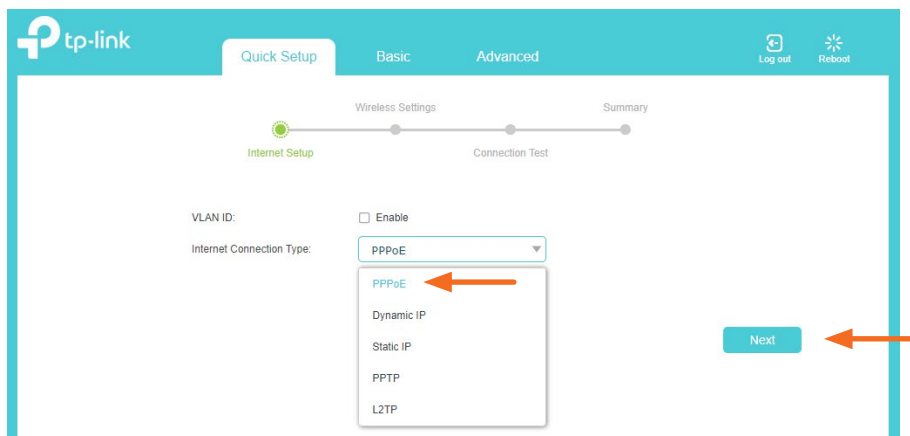 tp-link
Quick Setup Basic Advanced
Log out Reboot
Wireless Settings Summary
Internet Setup Connection Test
VLAN ID: Enable
Internet Connection Type: PPPoE
PPPoE
Dynamic IP
Static IP
Next
PPTP
L2TP